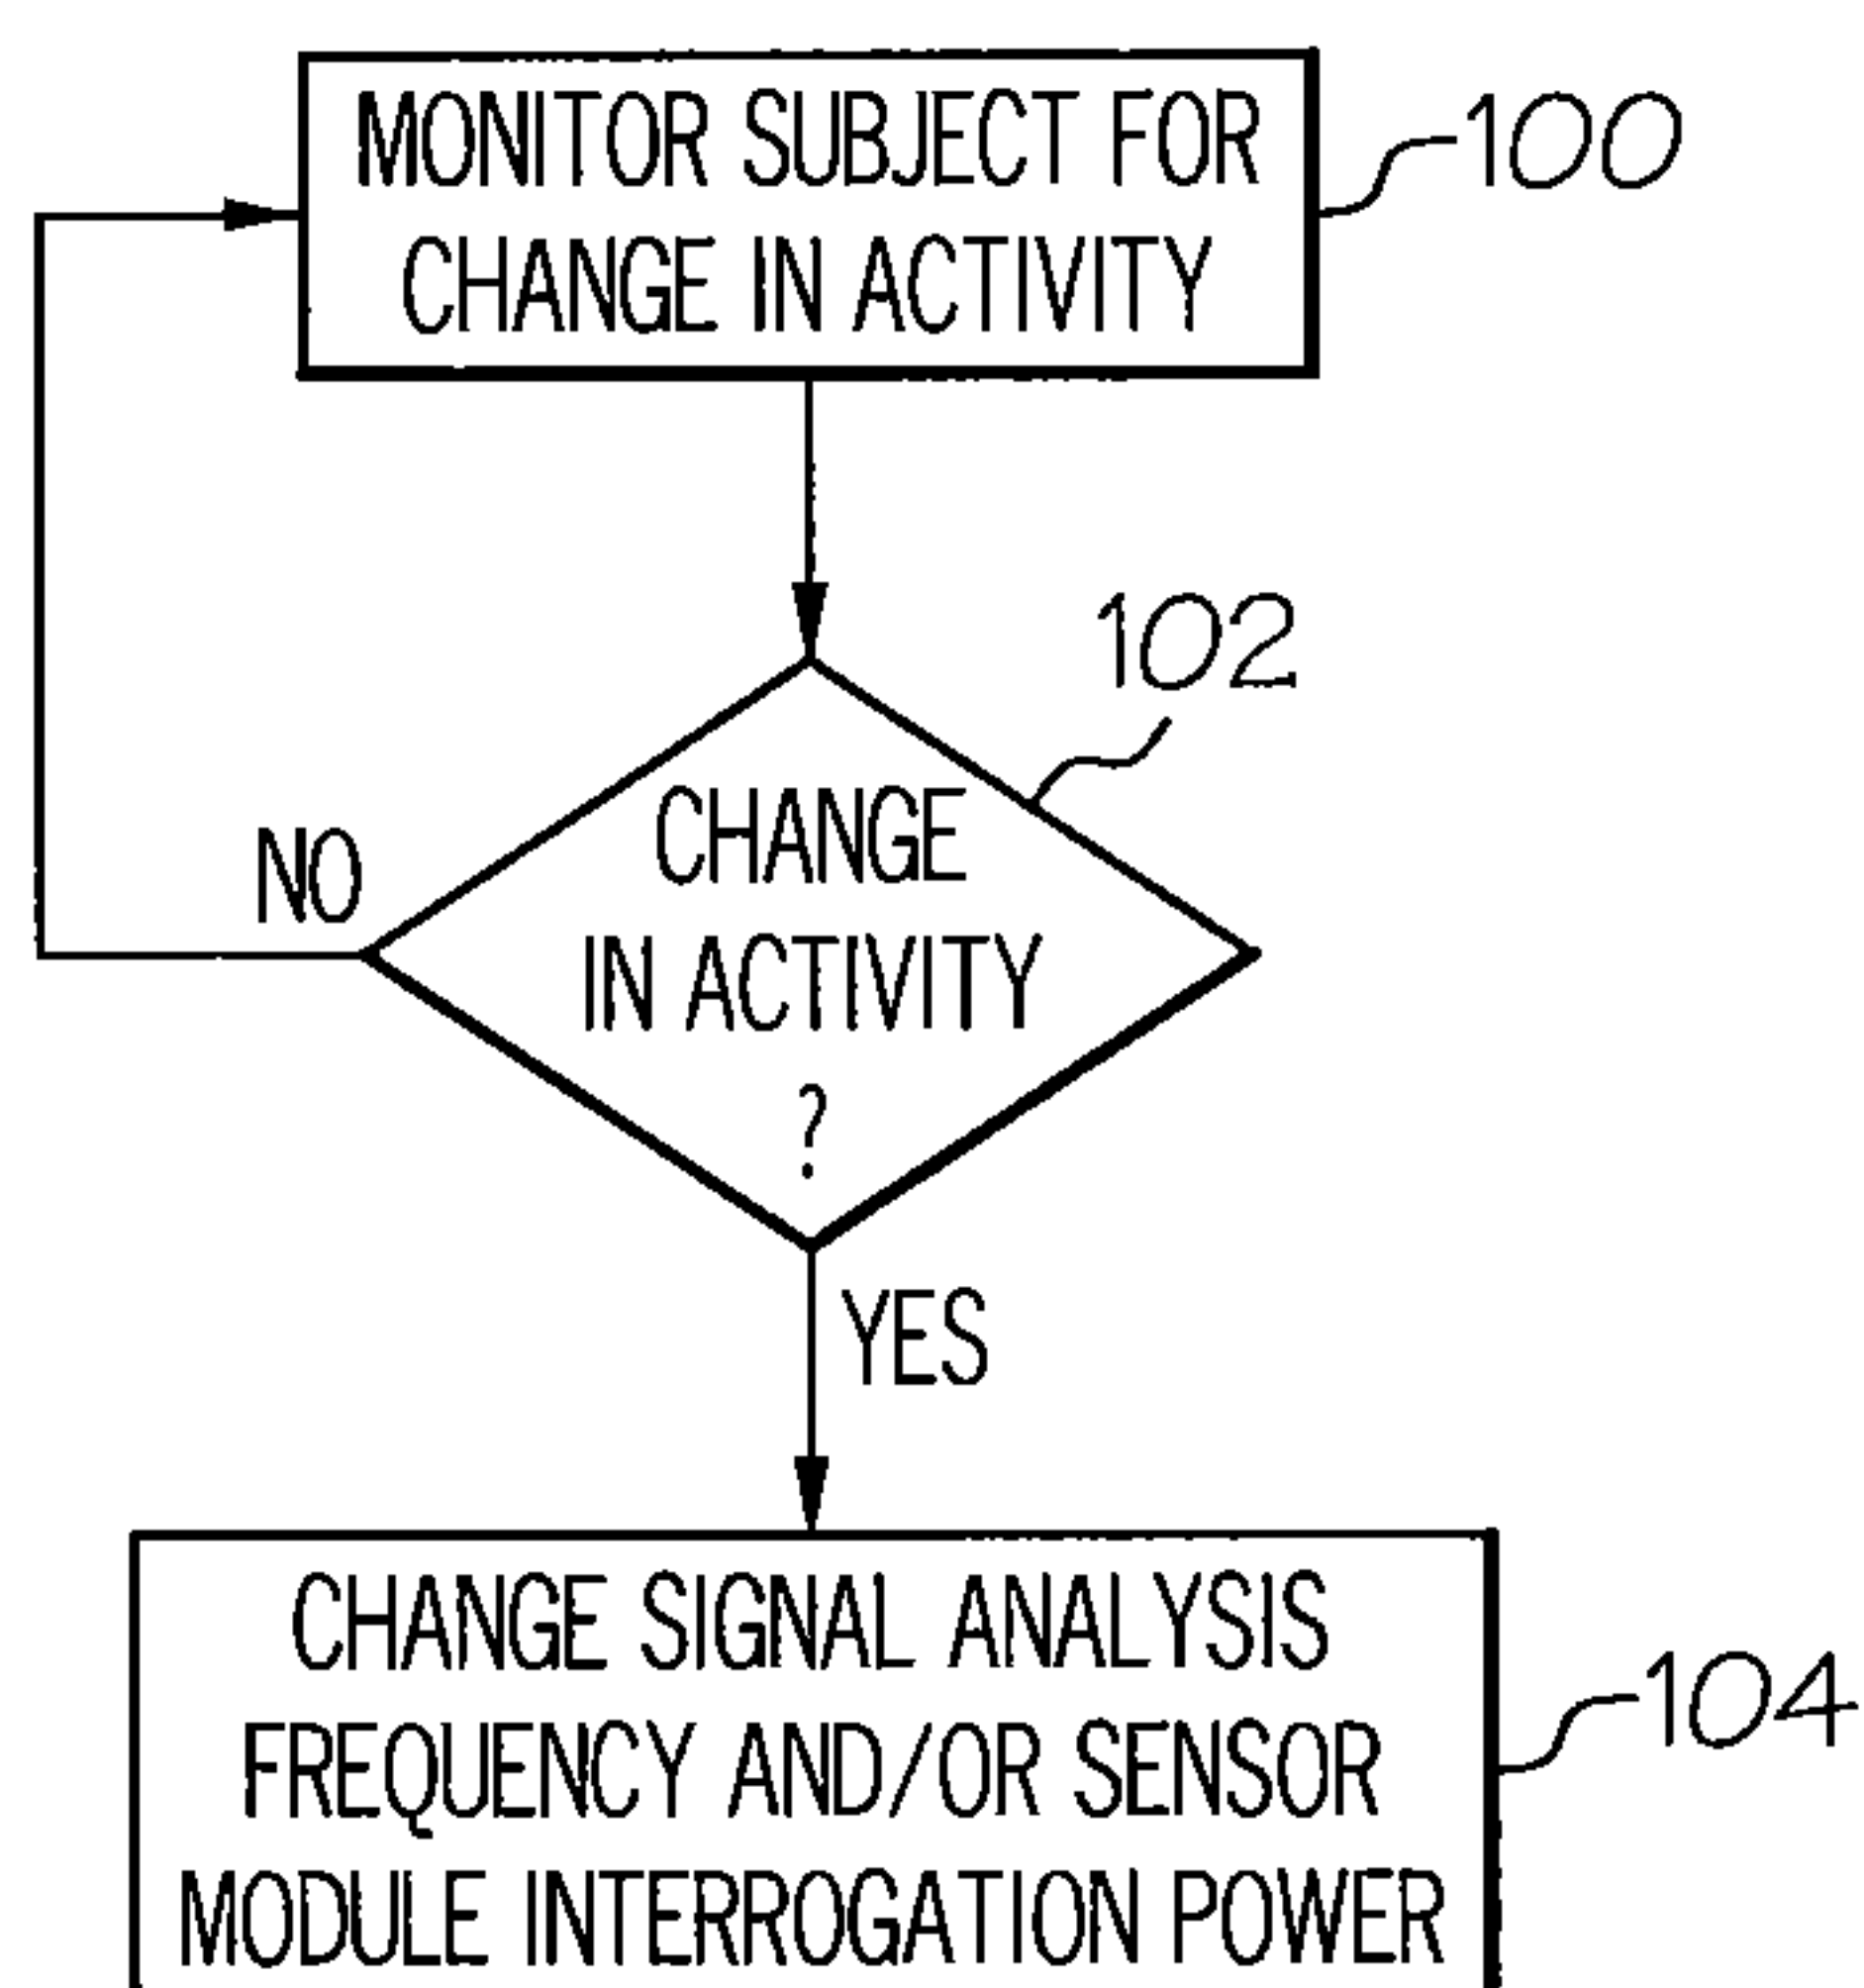 MONITOR SUBJECT FOR
CHANGE IN ACTIVITY
100
102
CHANGE
IN ACTIVITY
?
NO
YES
CHANGE SIGNAL ANALYSIS
FREQUENCY AND/OR SENSOR
MODULE INTERROGATION POWER
104